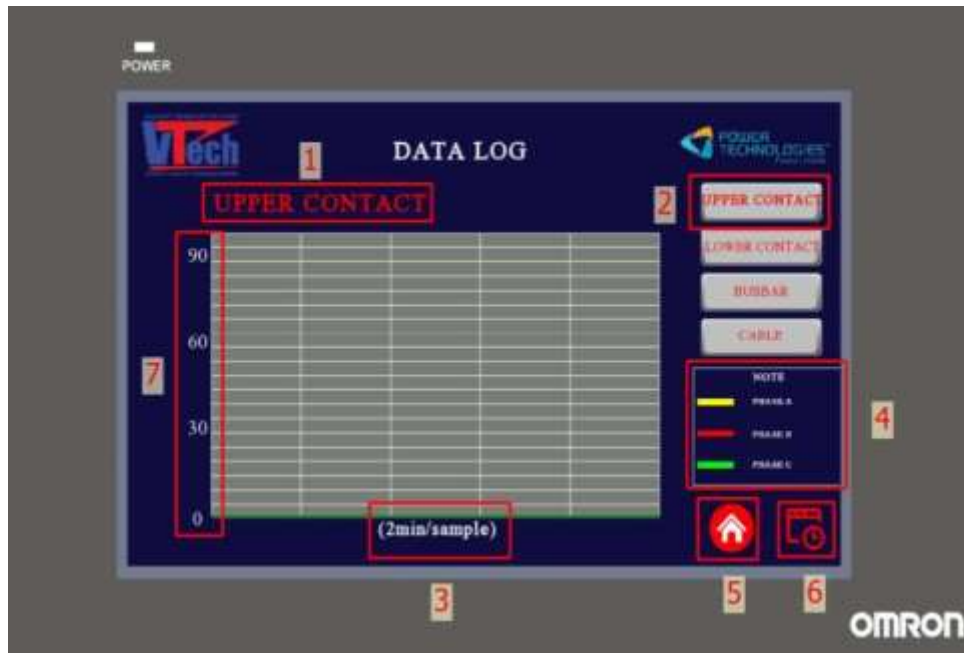 POWER
VTech
DATA LOG
POWER
TECHNOLOGIES
1
UPPER CONTACT
2
UPPER CONTACT
LOWER CONTACT
BUSBAR
CABLE
90
60
30
0
7
NOTE
PHASE A
PHASE B
PHASE C
4
(2min/sample)
3
5
6
OMRON